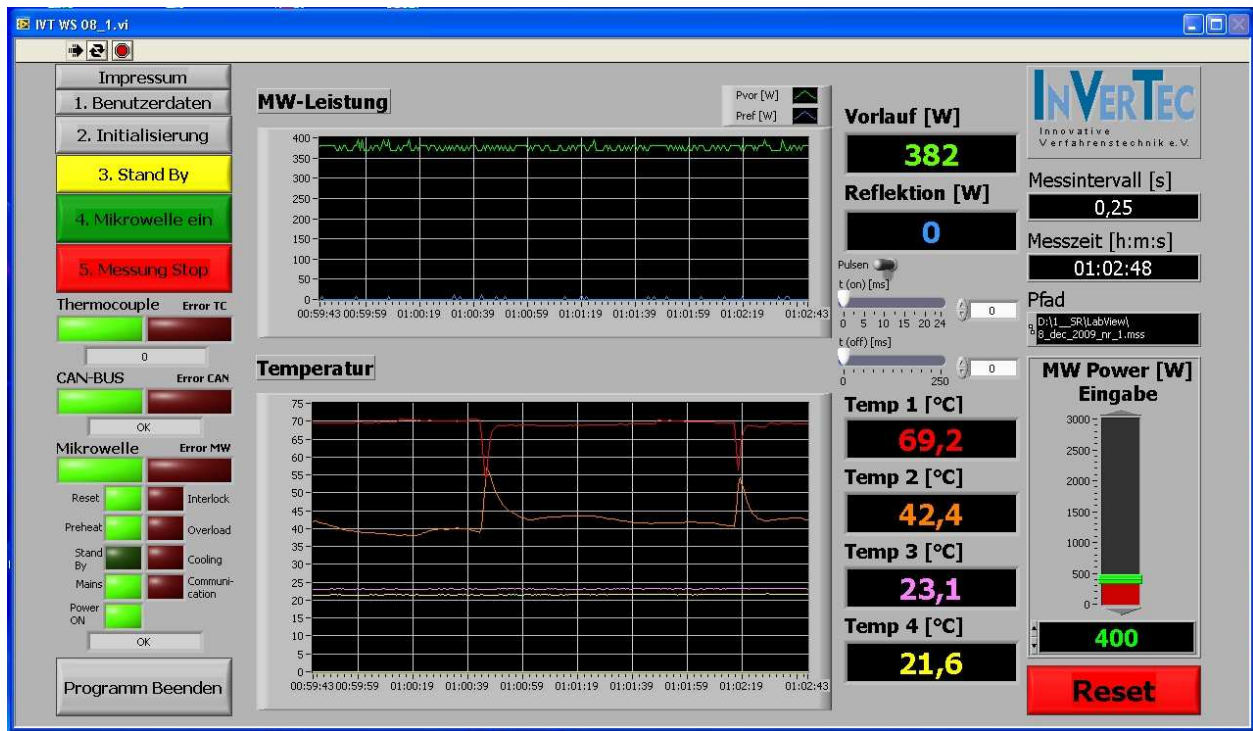 IVT WS 08_1.vi
Impressum
1. Benutzerdaten
2. Initialisierung
3. Stand By
4. Mikrowelle ein
5. Messung Stop
Thermocouple Error TC
0
CAN-BUS Error CAN
OK
Mikrowelle Error MW
Reset Interlock
Preheat Overload
Stand
By
Cooling
Mains
Communi-
cation
Power
ON
OK
Programm Beenden
MW-Leistung
Pvor [W]
Pref [W]
400
350
300
250
200
150
100
50
0
00:59:43 00:59:59 01:00:19 01:00:39 01:00:59 01:01:19 01:01:39 01:01:59 01:02:19 01:02:43
Temperatur
75
70
65
60
55
50
45
40
35
30
25
20
15
10
5
0
00:59:43 00:59:59 01:00:19 01:00:39 01:00:59 01:01:19 01:01:39 01:01:59 01:02:19 01:02:43
Vorlauf [W]
382
Reflektion [W]
0
Pulsen
t (on) [ms]
0 5 10 15 20 24
0
t (off) [ms]
0 250
0
Temp 1 [°C]
69,2
Temp 2 [°C]
42,4
Temp 3 [°C]
23,1
Temp 4 [°C]
21,6
INVERTEC
Innovative
Verfahrenstechnik e.V.
Messintervall [s]
0,25
Messzeit [h:m:s]
01:02:48
Pfad
D:\1__SR\LabView\
8_dec_2009_nr_1.mss
MW Power [W]
Eingabe
3000
2500
2000
1500
1000
500
0
400
Reset